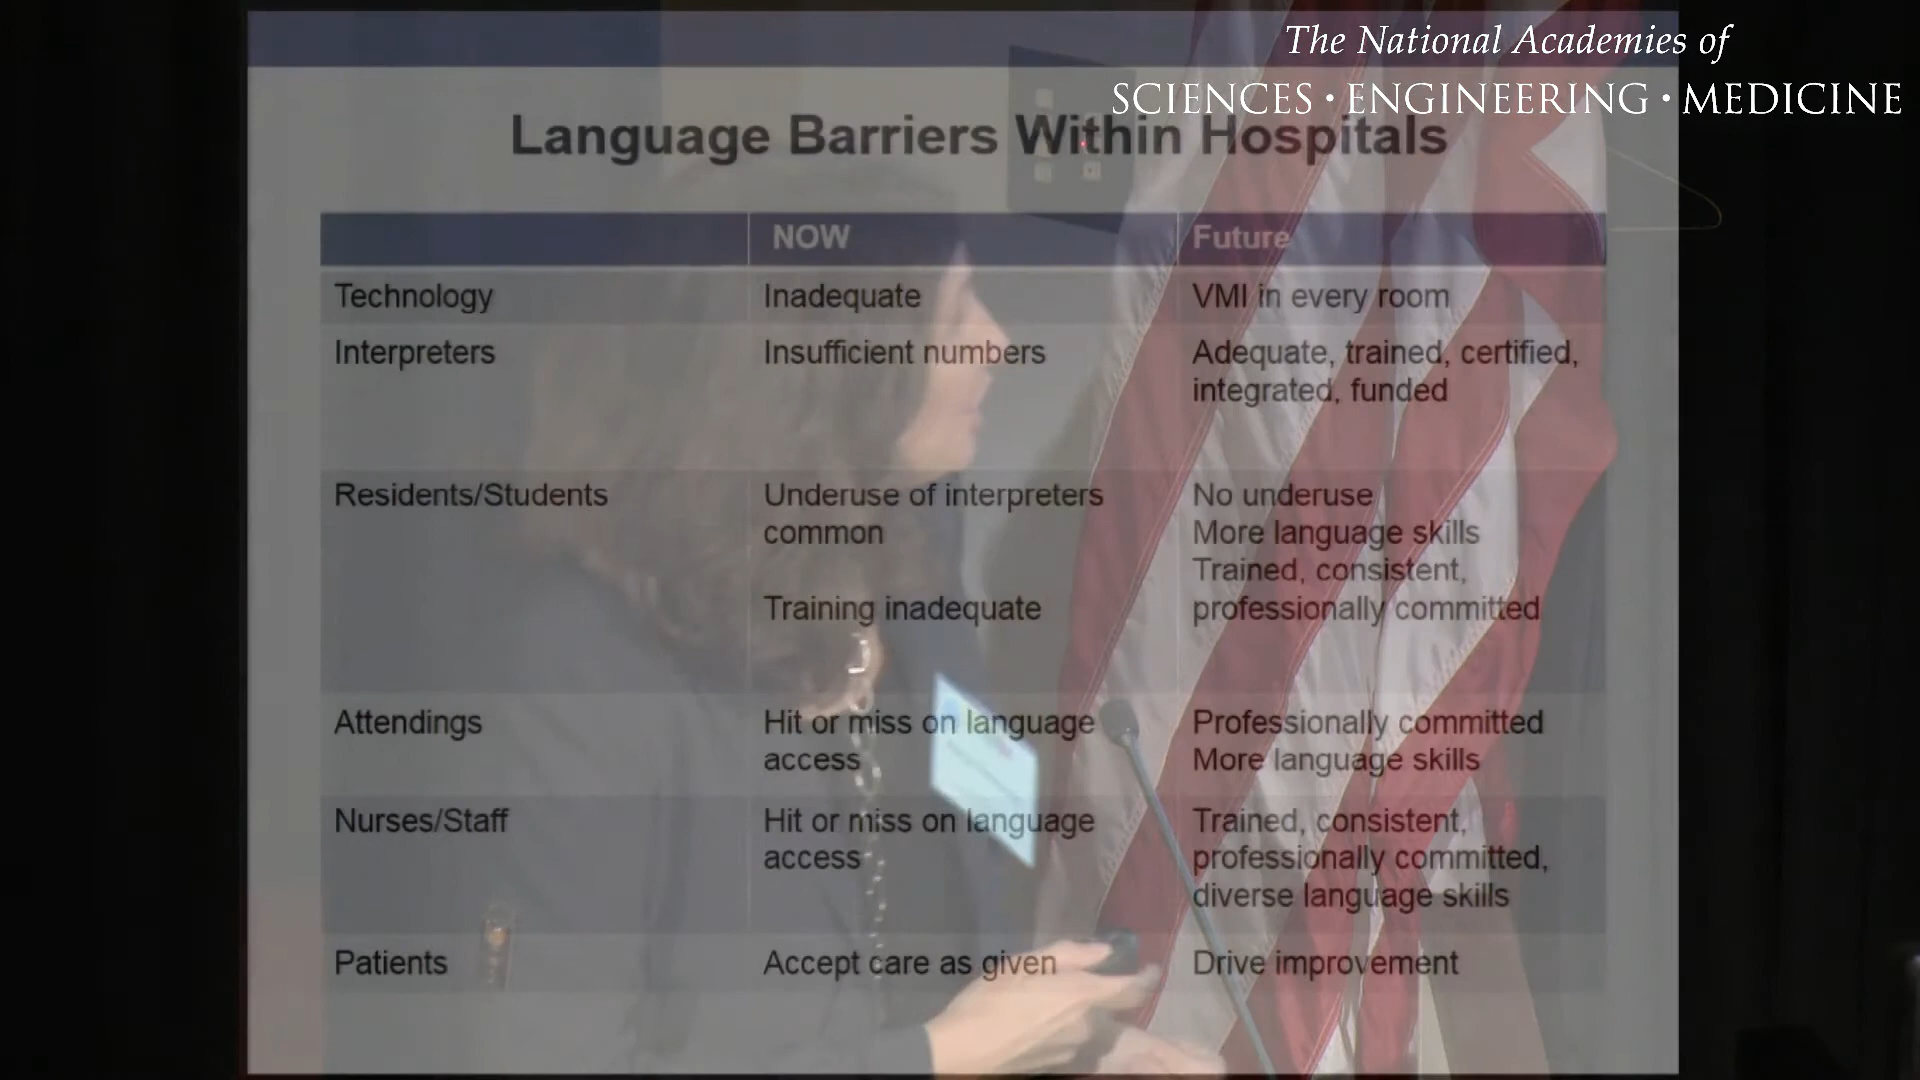 The National Academies of
SCIENCES · ENGINEERING · MEDICINE
Language Barriers Within Hospitals
NOW
Future
Technology
Inadequate
VMI in every room
Interpreters
Insufficient numbers
Adequate, trained, certified,
integrated, funded
Residents/Students
Underuse of interpreters
common
Training inadequate
No underuse
More language skills
Trained, consistent,
professionally committed
Attendings
Hit or miss on language
access
Professionally committed
More language skills
Nurses/Staff
Hit or miss on language
access
Trained, consistent,
professionally committed,
diverse language skills
Patients
Accept care as given
Drive improvement